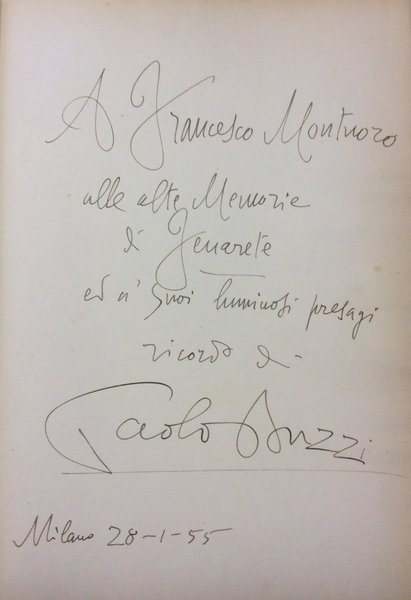 A Francesco Montuoro
alle alte Memorie
di Fenarete
ed ai suoi luminosi presagi
ricordo di
Paolo Buzzi
Milano 28-1-55